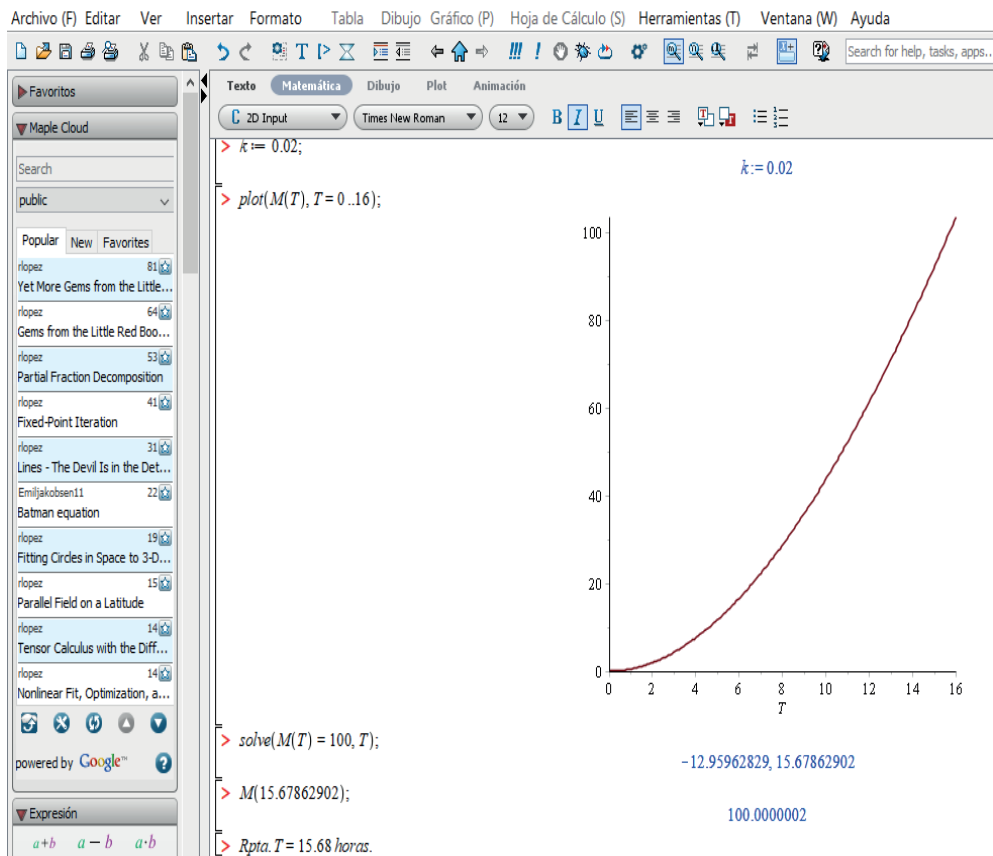 Archivo (F) Editar Ver Insertar Formato Tabla Dibujo Gráfico (P) Hoja de Cálculo (S) Herramientas (T) Ventana (W) Ayuda
Search for help, tasks, apps...
Favoritos
Maple Cloud
Search
public
Popular New Favorites
rlopez 81
Yet More Gems from the Little...
rlopez 64
Gems from the Little Red Boo...
rlopez 53
Partial Fraction Decomposition
rlopez 41
Fixed-Point Iteration
rlopez 31
Lines - The Devil Is in the Det...
Emiljakobsen11 22
Batman equation
rlopez 19
Fitting Circles in Space to 3-D...
rlopez 15
Parallel Field on a Latitude
rlopez 14
Tensor Calculus with the Diff...
rlopez 14
Nonlinear Fit, Optimization, a...
powered by Google™
Expresión
a+b a − b a·b
Texto Matemática Dibujo Plot Animación
C 2D Input Times New Roman 12 B I U
> k := 0.02;
k := 0.02
> plot(M(T), T = 0 ..16);
100
80
60
40
20
0
0 2 4 6 8 10 12 14 16
T
> solve(M(T) = 100, T);
−12.95962829, 15.67862902
> M(15.67862902);
100.0000002
> Rpta. T = 15.68 horas.